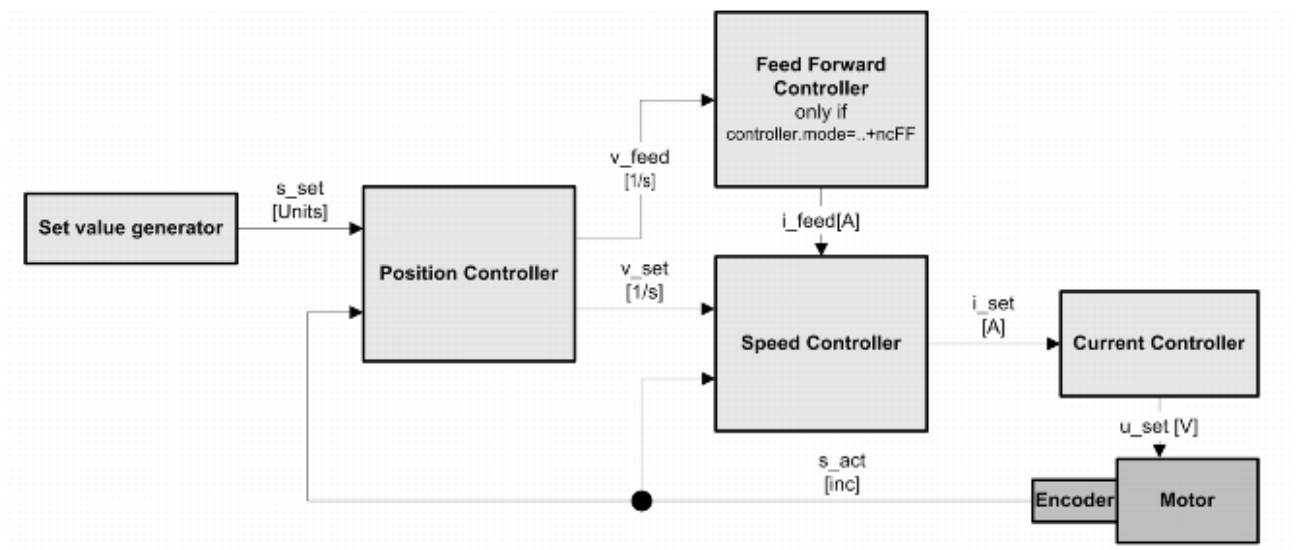 Feed Forward
Controller
only if
controller.mode=..+ncFF
v_feed
[1/s]
s_set
[Units]
Set value generator
i_feed[A]
Position Controller
v_set
[1/s]
i_set
[A]
Speed Controller
Current Controller
u_set [V]
s_act
[inc]
Encoder
Motor